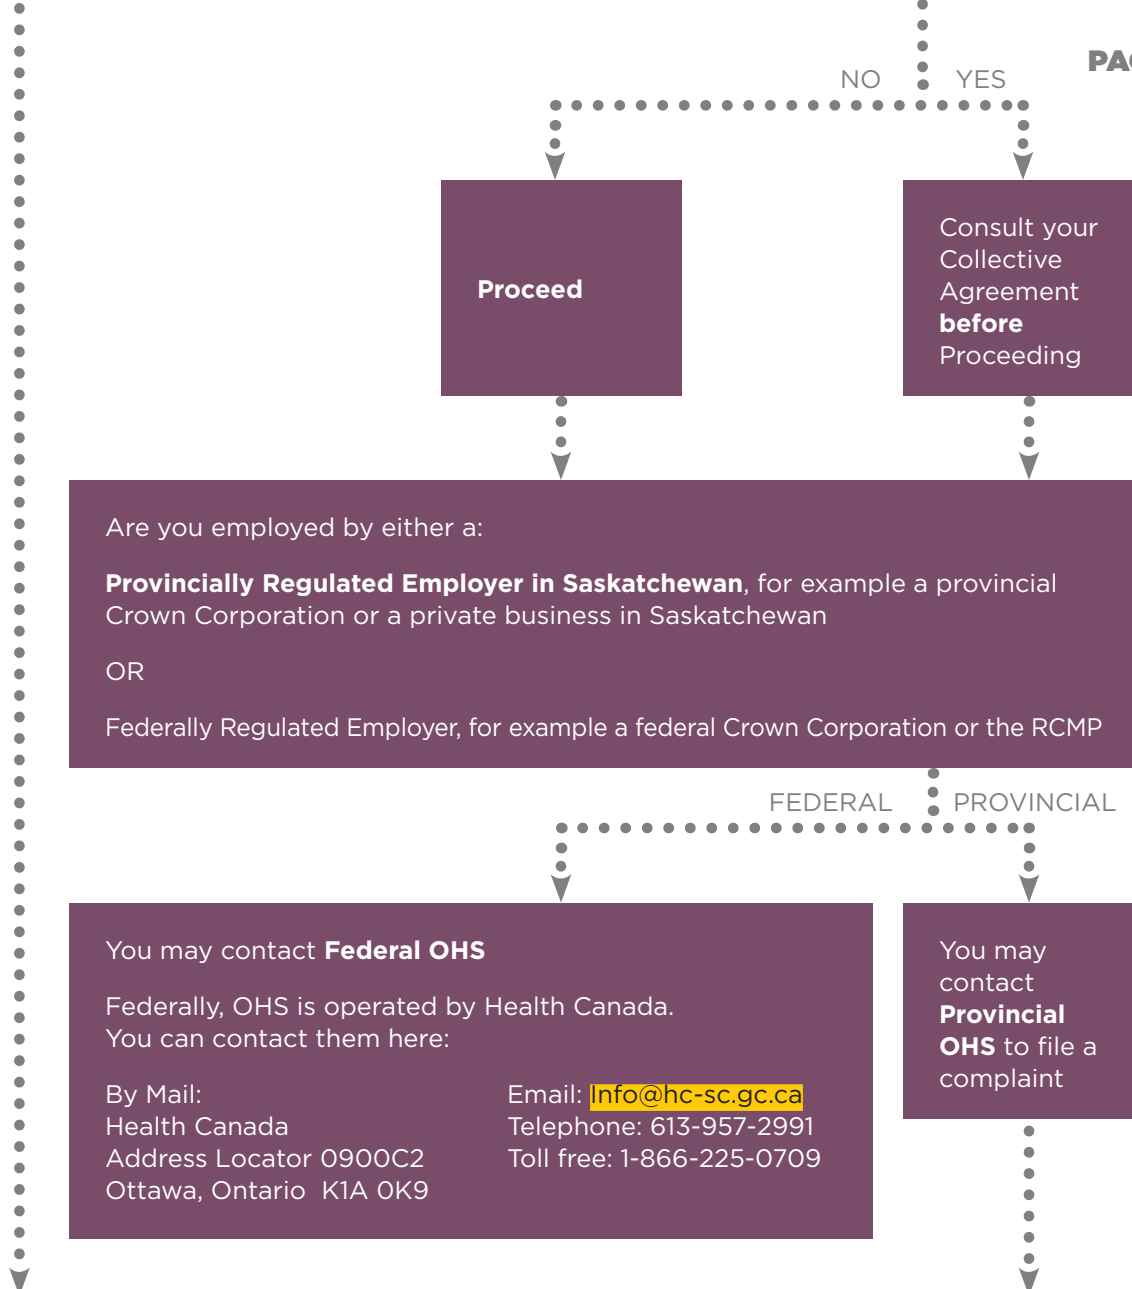 PAG
NO YES
Proceed
Consult your
Collective
Agreement
before
Proceeding
Are you employed by either a:
Provincially Regulated Employer in Saskatchewan, for example a provincial
Crown Corporation or a private business in Saskatchewan
OR
Federally Regulated Employer, for example a federal Crown Corporation or the RCMP
FEDERAL PROVINCIAL
You may contact Federal OHS
Federally, OHS is operated by Health Canada.
You can contact them here:
By Mail:
Health Canada
Address Locator 0900C2
Ottawa, Ontario K1A 0K9
Email: Info@hc-sc.gc.ca
Telephone: 613-957-2991
Toll free: 1-866-225-0709
You may
contact
Provincial
OHS to file a
complaint